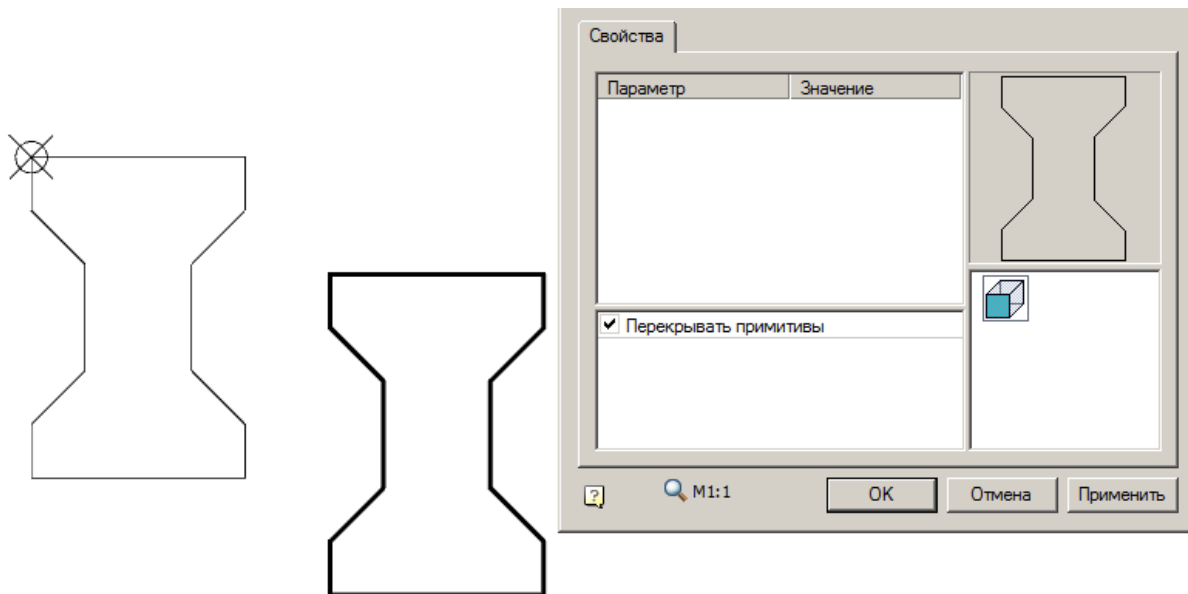 Свойства
Параметр Значение
Перекрывать примитивы
? M1:1 OK Отмена Применить